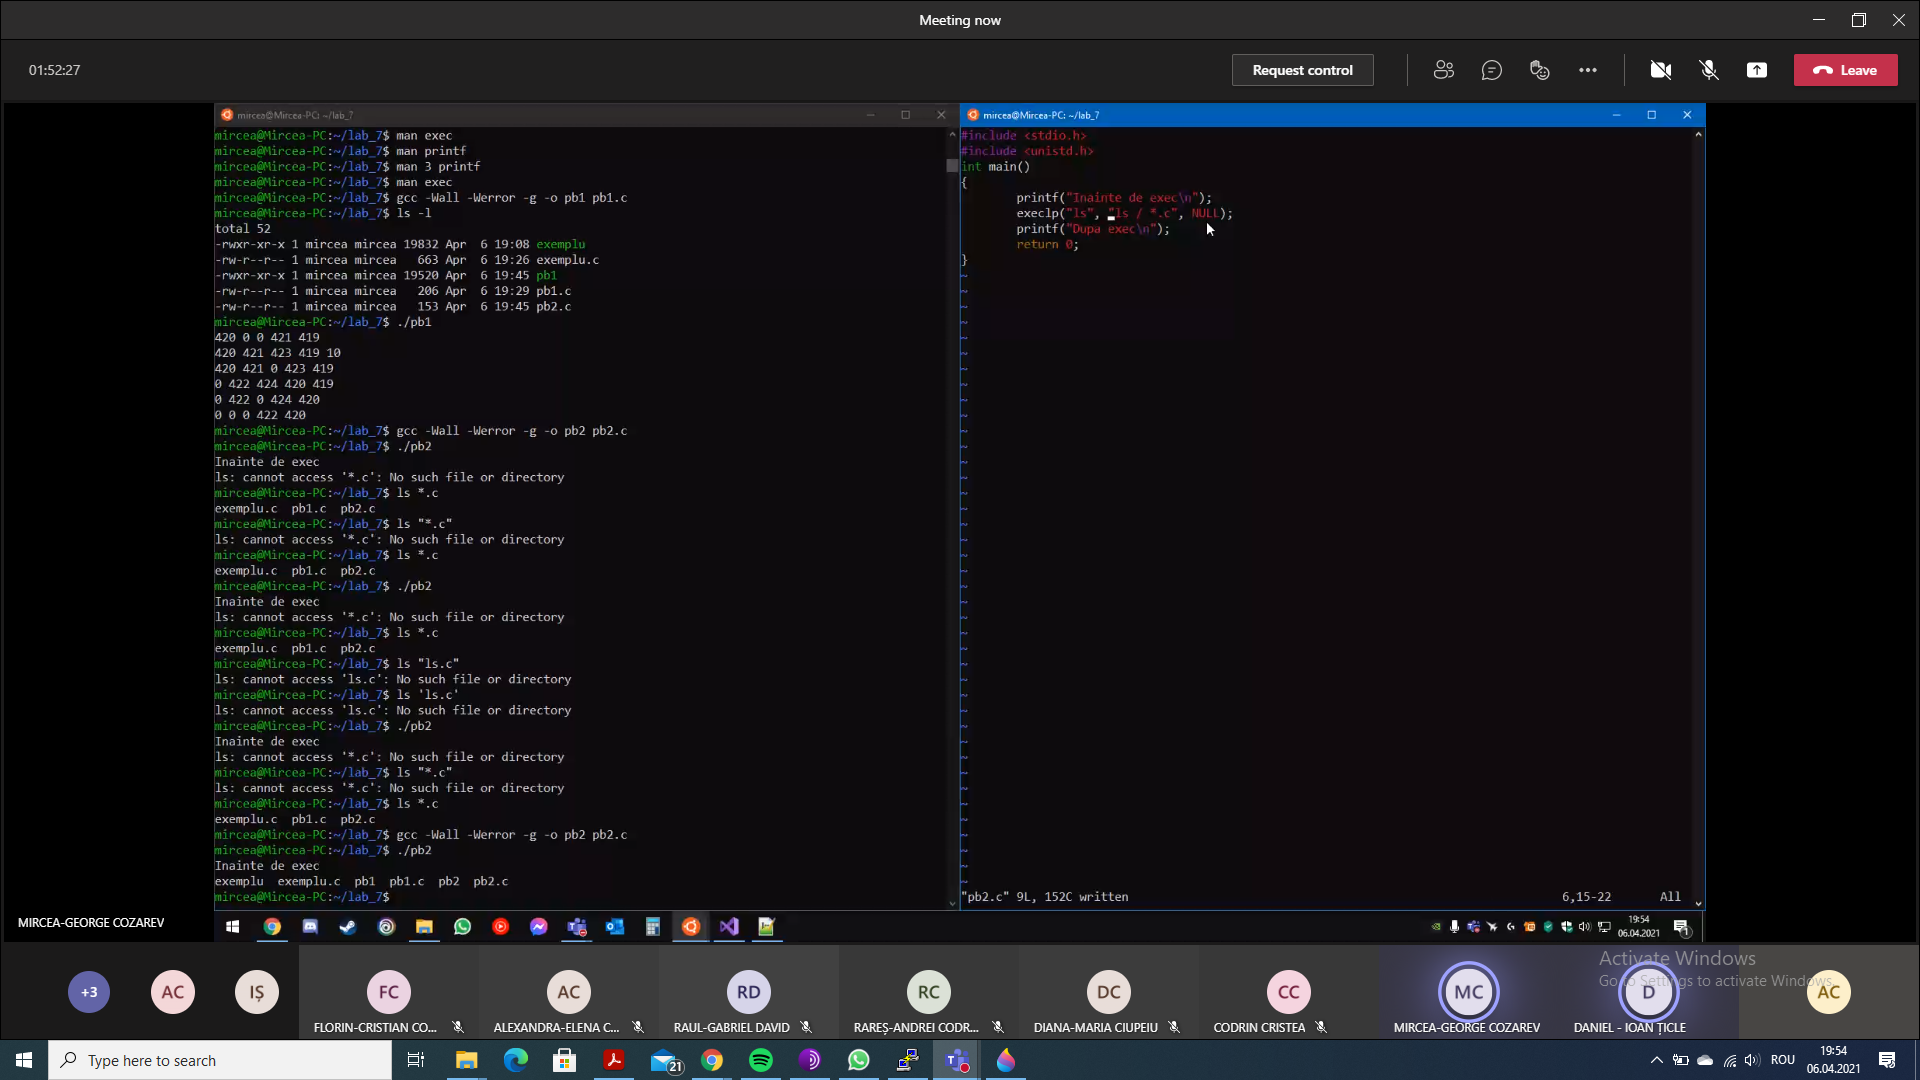 Meeting now
01:52:27
Request control
Leave
mircea@Mircea-PC: ~/lab_7
mircea@Mircea-PC:~/lab_7$ man exec
mircea@Mircea-PC:~/lab_7$ man printf
mircea@Mircea-PC:~/lab_7$ man 3 printf
mircea@Mircea-PC:~/lab_7$ man exec
mircea@Mircea-PC:~/lab_7$ gcc -Wall -Werror -g -o pb1 pb1.c
mircea@Mircea-PC:~/lab_7$ ls -l
total 52
-rwxr-xr-x 1 mircea mircea 19832 Apr  6 19:08 exemplu
-rw-r--r-- 1 mircea mircea   663 Apr  6 19:26 exemplu.c
-rwxr-xr-x 1 mircea mircea 19520 Apr  6 19:45 pb1
-rw-r--r-- 1 mircea mircea   206 Apr  6 19:29 pb1.c
-rw-r--r-- 1 mircea mircea   153 Apr  6 19:45 pb2.c
mircea@Mircea-PC:~/lab_7$ ./pb1
420 0 0 421 419
420 421 423 419 10
420 421 0 423 419
0 422 424 420 419
0 422 0 424 420
0 0 0 422 420
mircea@Mircea-PC:~/lab_7$ gcc -Wall -Werror -g -o pb2 pb2.c
mircea@Mircea-PC:~/lab_7$ ./pb2
Inainte de exec
ls: cannot access '*.c': No such file or directory
mircea@Mircea-PC:~/lab_7$ ls *.c
exemplu.c  pb1.c  pb2.c
mircea@Mircea-PC:~/lab_7$ ls "*.c"
ls: cannot access '*.c': No such file or directory
mircea@Mircea-PC:~/lab_7$ ls *.c
exemplu.c  pb1.c  pb2.c
mircea@Mircea-PC:~/lab_7$ ./pb2
Inainte de exec
ls: cannot access '*.c': No such file or directory
mircea@Mircea-PC:~/lab_7$ ls *.c
exemplu.c  pb1.c  pb2.c
mircea@Mircea-PC:~/lab_7$ ls "ls.c"
ls: cannot access 'ls.c': No such file or directory
mircea@Mircea-PC:~/lab_7$ ls 'ls.c'
ls: cannot access 'ls.c': No such file or directory
mircea@Mircea-PC:~/lab_7$ ./pb2
Inainte de exec
ls: cannot access '*.c': No such file or directory
mircea@Mircea-PC:~/lab_7$ ls "*.c"
ls: cannot access '*.c': No such file or directory
mircea@Mircea-PC:~/lab_7$ ls *.c
exemplu.c  pb1.c  pb2.c
mircea@Mircea-PC:~/lab_7$ gcc -Wall -Werror -g -o pb2 pb2.c
mircea@Mircea-PC:~/lab_7$ ./pb2
Inainte de exec
exemplu  exemplu.c  pb1  pb1.c  pb2  pb2.c
mircea@Mircea-PC:~/lab_7$
mircea@Mircea-PC: ~/lab_7
#include <stdio.h>
#include <unistd.h>
int main()
{
printf("Inainte de exec\n");
execlp("ls", "ls / *.c", NULL);
printf("Dupa exec\n");
return 0;
}
"pb2.c" 9L, 152C written 6,15-22 All
MIRCEA-GEORGE COZAREV
19:54
06.04.2021
1
Activate Windows
Go to Settings to activate Windows.
+3
AC
IȘ
FC
AC
RD
RC
DC
CC
MC
D
AC
FLORIN-CRISTIAN CO...
ALEXANDRA-ELENA C...
RAUL-GABRIEL DAVID
RAREȘ-ANDREI CODR...
DIANA-MARIA CIUPEIU
CODRIN CRISTEA
MIRCEA-GEORGE COZAREV
DANIEL - IOAN ȚICLE
Type here to search
21
ROU
19:54
06.04.2021